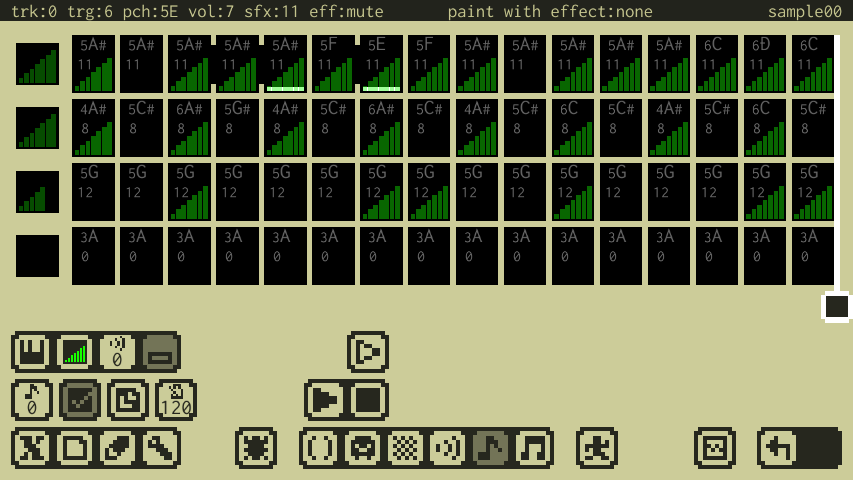 trk:0 trg:6 pch:5E vol:7 sfx:11 eff:mute paint with effect:none sample00
5A# 5A# 5A# 5A# 5A# 5F 5E 5F 5A# 5A# 5A# 5A# 5A# 6C 6D 6C
11 11 11 11 11 11 11 11 11 11 11 11 11 11 11 11
4A# 5C# 6A# 5G# 4A# 5C# 6A# 5C# 4A# 5C# 6C 5C# 4A# 5C# 6C 5C#
8 8 8 8 8 8 8 8 8 8 8 8 8 8 8 8
5G 5G 5G 5G 5G 5G 5G 5G 5G 5G 5G 5G 5G 5G 5G 5G
12 12 12 12 12 12 12 12 12 12 12 12 12 12 12 12
3A 3A 3A 3A 3A 3A 3A 3A 3A 3A 3A 3A 3A 3A 3A 3A
0 0 0 0 0 0 0 0 0 0 0 0 0 0 0 0
0
0 120